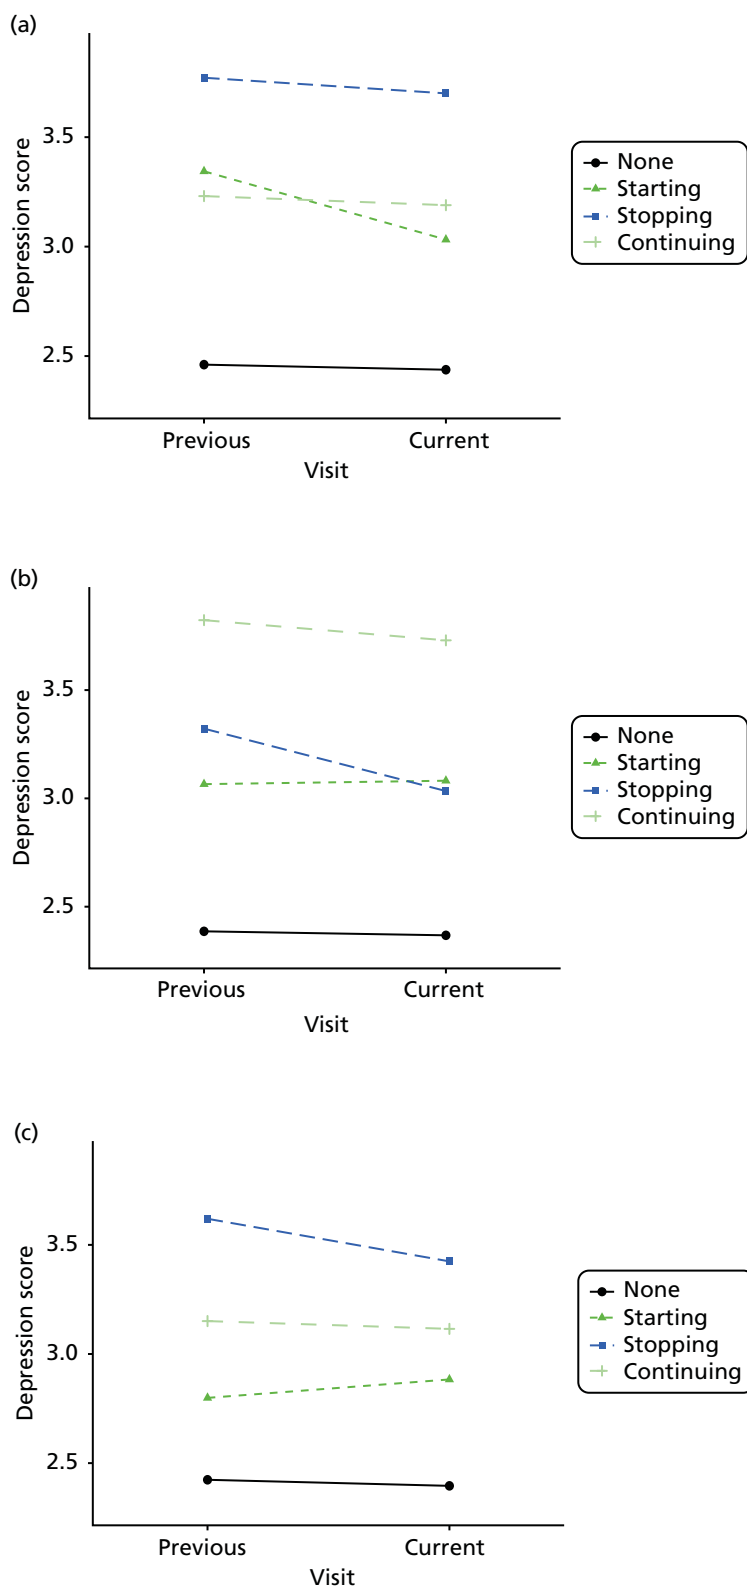 (a)
Depression score
3.5
3.0
2.5
Previous
Current
Visit
None
Starting
Stopping
Continuing
(b)
Depression score
3.5
3.0
2.5
Previous
Current
Visit
None
Starting
Stopping
Continuing
(c)
Depression score
3.5
3.0
2.5
Previous
Current
Visit
None
Starting
Stopping
Continuing